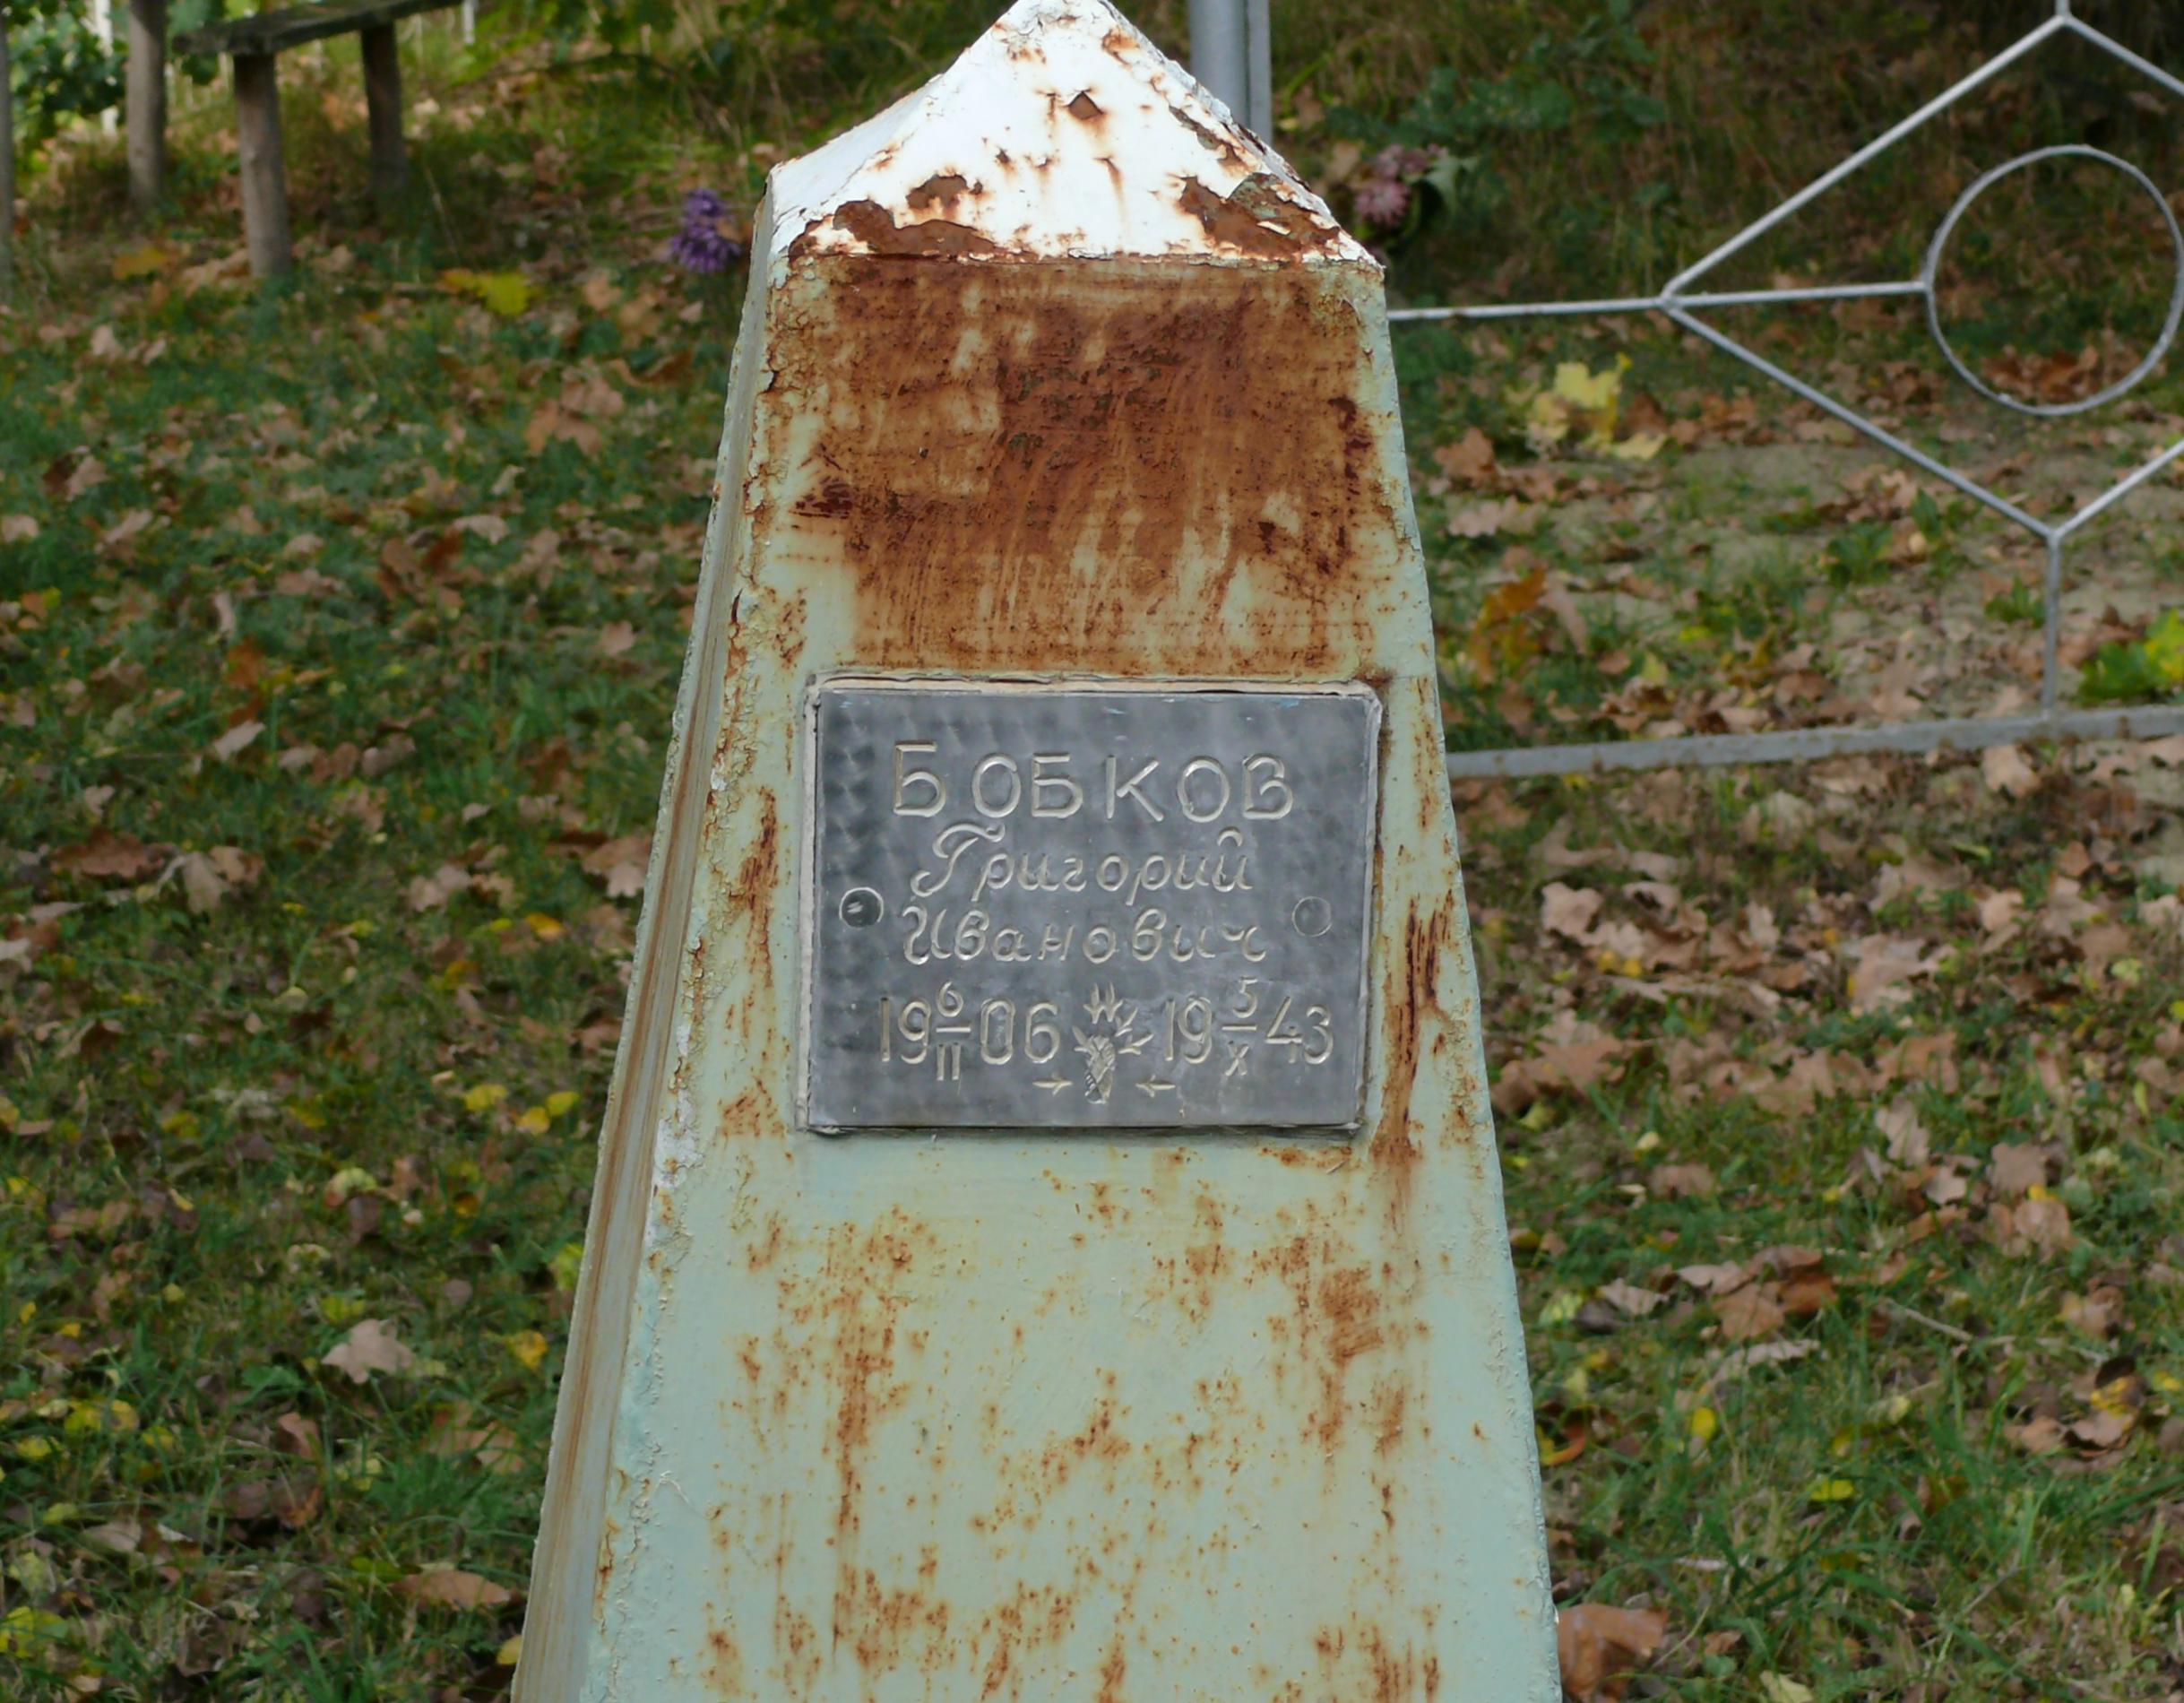 БОБКОВ
Григорий
Иванович
19 6/II 06 19 5/X 43